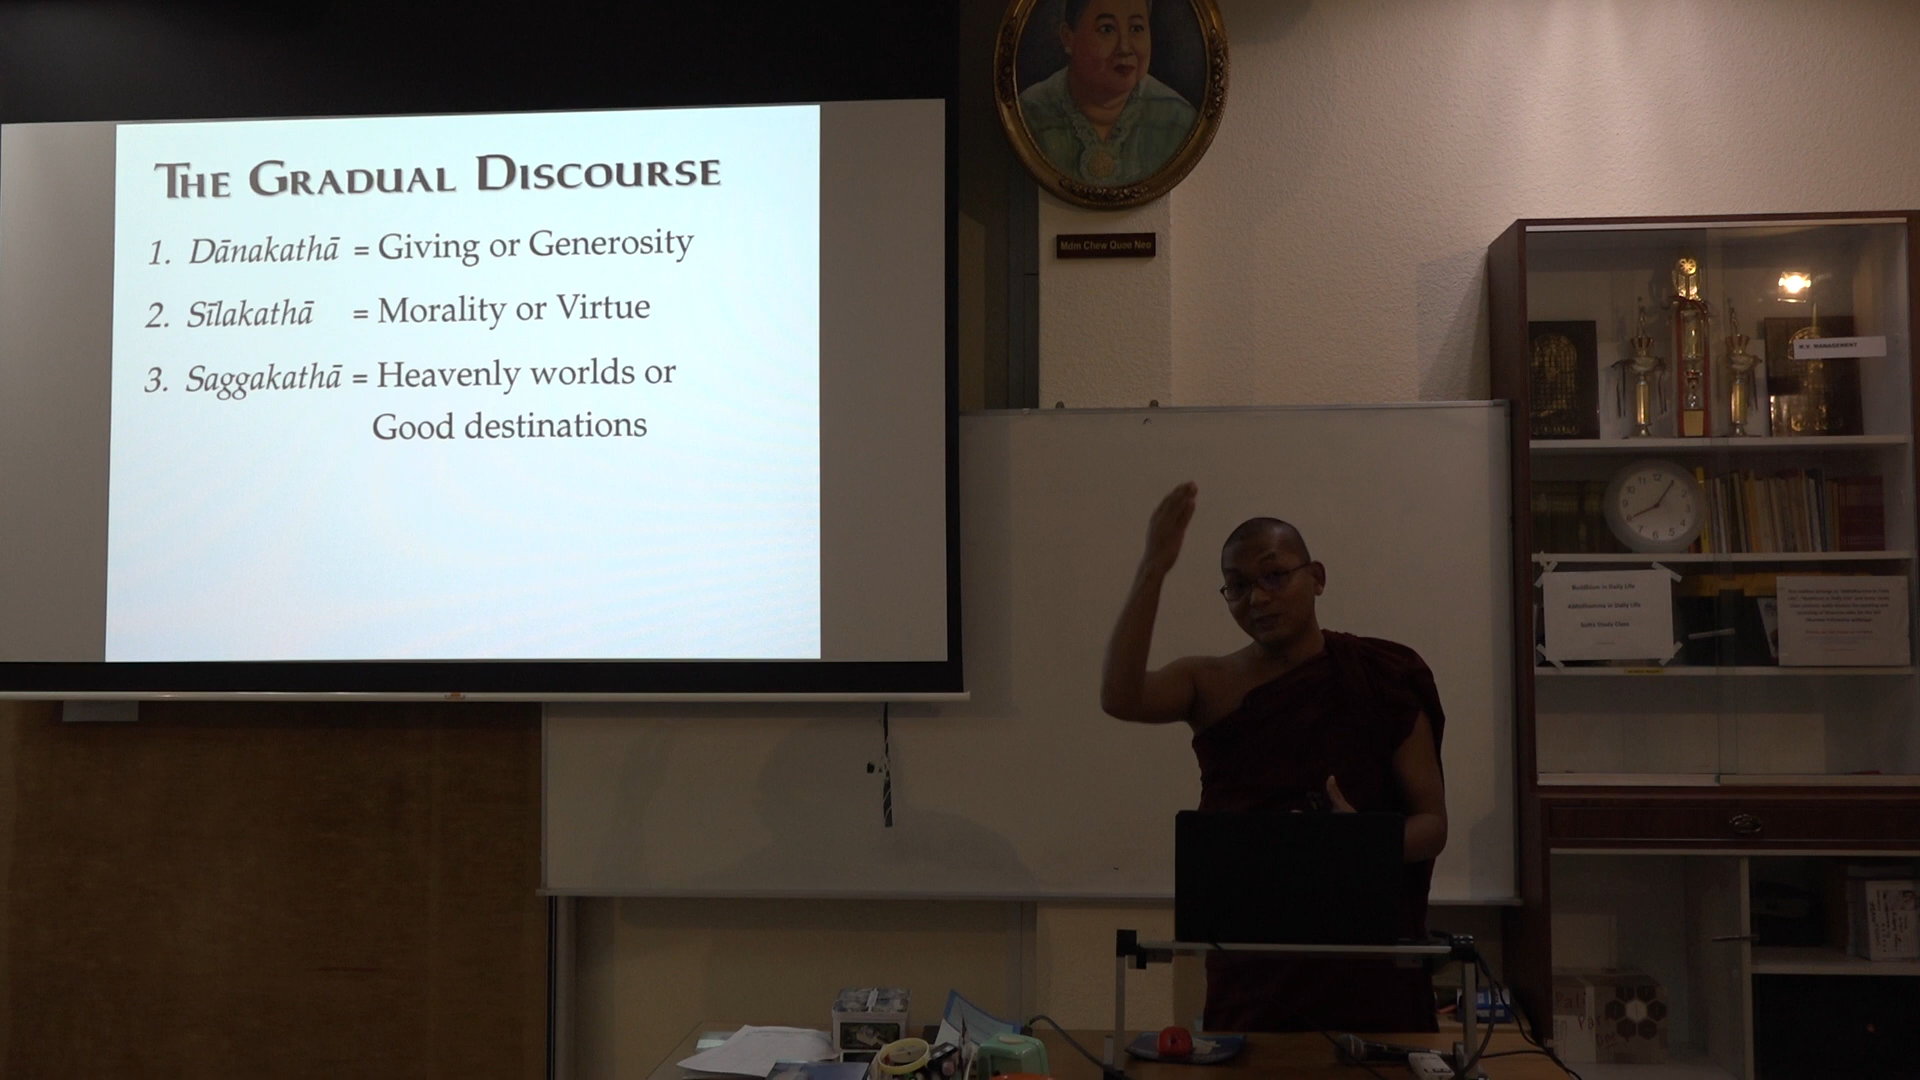 THE GRADUAL DISCOURSE
1. Dānakathā = Giving or Generosity
2. Sīlakathā = Morality or Virtue
3. Saggakathā = Heavenly worlds or
Good destinations
Mdm Chew Quee Neo
M.V. MANAGEMENT
Buddhism in Daily Life
Abhidhamma in Daily Life
Sutta Study Class